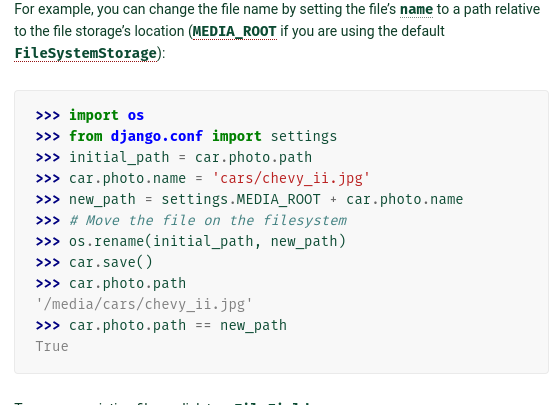 For example, you can change the file name by setting the file's name to a path relative
to the file storage's location (MEDIA_ROOT if you are using the default
FileSystemStorage):
>>> import os
>>> from django.conf import settings
>>> initial_path = car.photo.path
>>> car.photo.name = 'cars/chevy_ii.jpg'
>>> new_path = settings.MEDIA_ROOT + car.photo.name
>>> # Move the file on the filesystem
>>> os.rename(initial_path, new_path)
>>> car.save()
>>> car.photo.path
'/media/cars/chevy_ii.jpg'
>>> car.photo.path == new_path
True